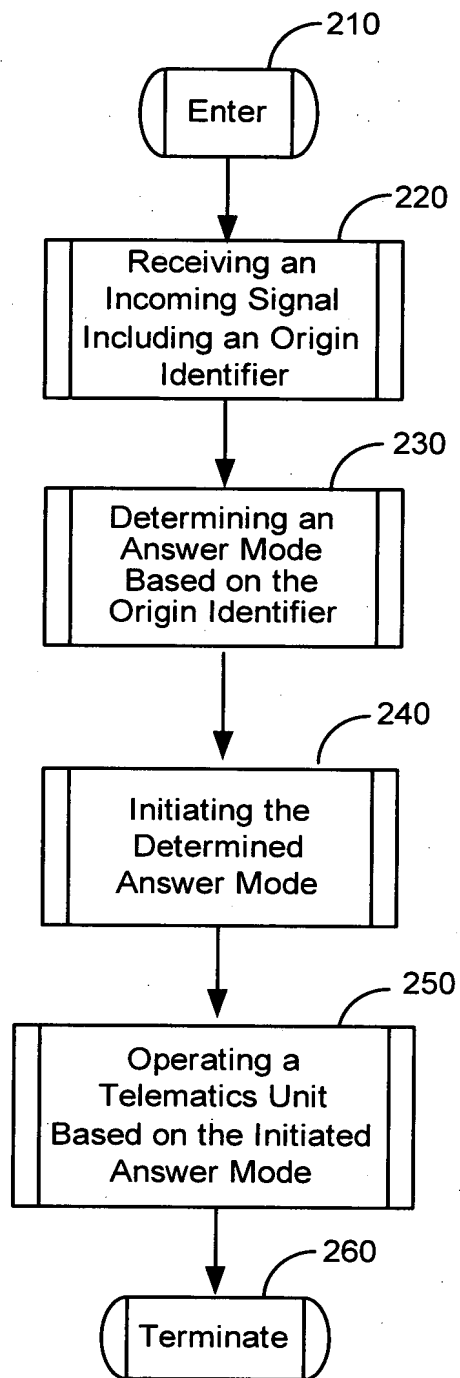 210
Enter
220
Receiving an
Incoming Signal
Including an Origin
Identifier
230
Determining an
Answer Mode
Based on the
Origin Identifier
240
Initiating the
Determined
Answer Mode
250
Operating a
Telematics Unit
Based on the Initiated
Answer Mode
260
Terminate